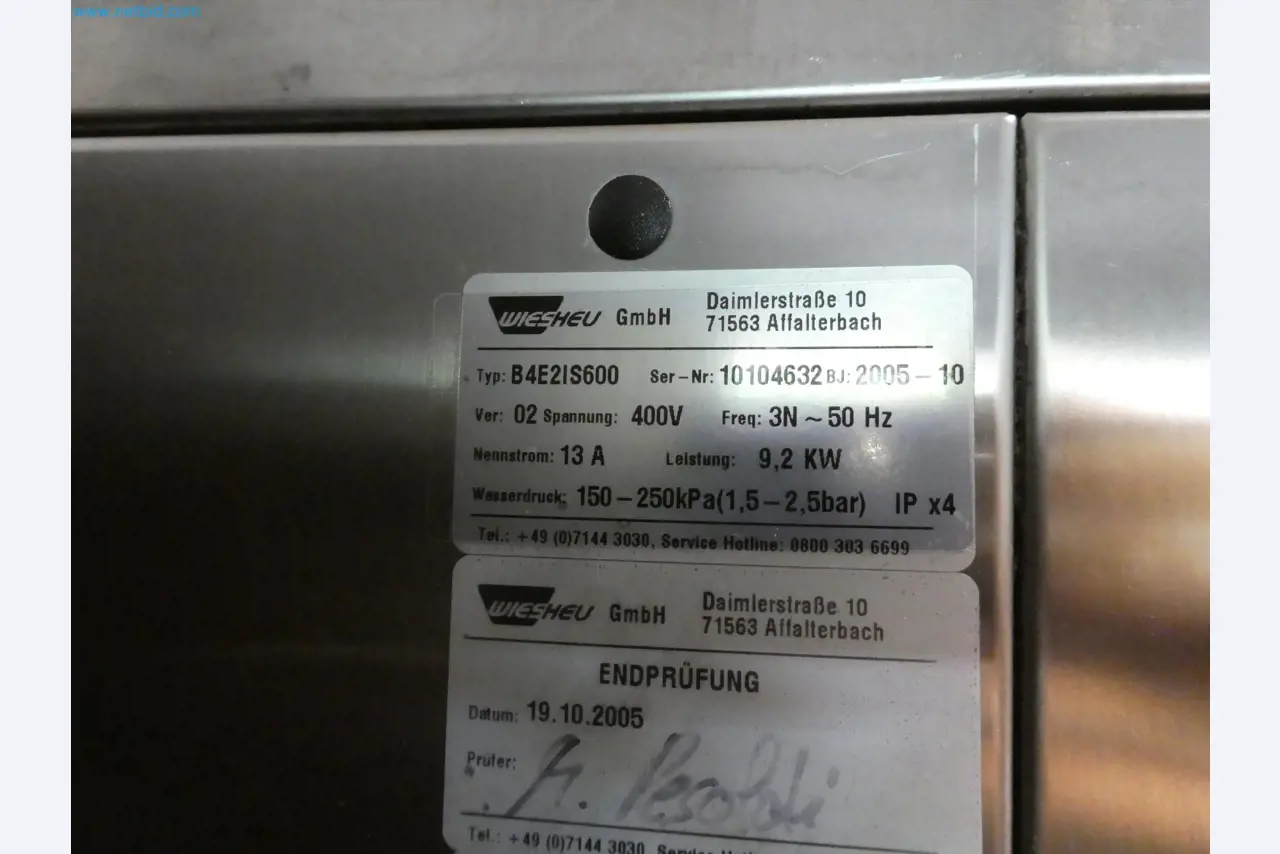 www.netbid.com
WIESHEU GmbH
Daimlerstraße 10
71563 Affalterbach
Typ: B4E2IS600 Ser-Nr: 10104632 BJ: 2005-10
Ver: 02 Spannung: 400V Freq: 3N ~ 50 Hz
Nennstrom: 13 A Leistung: 9,2 KW
Wasserdruck: 150-250kPa(1,5-2,5bar) IP x4
Tel.: +49 (0)7144 3030, Service Hotline: 0800 303 6699
WIESHEU GmbH
Daimlerstraße 10
71563 Affalterbach
ENDPRÜFUNG
Datum: 19.10.2005
Prüfer:
Tel.: +49 (0)7144 3030, Service